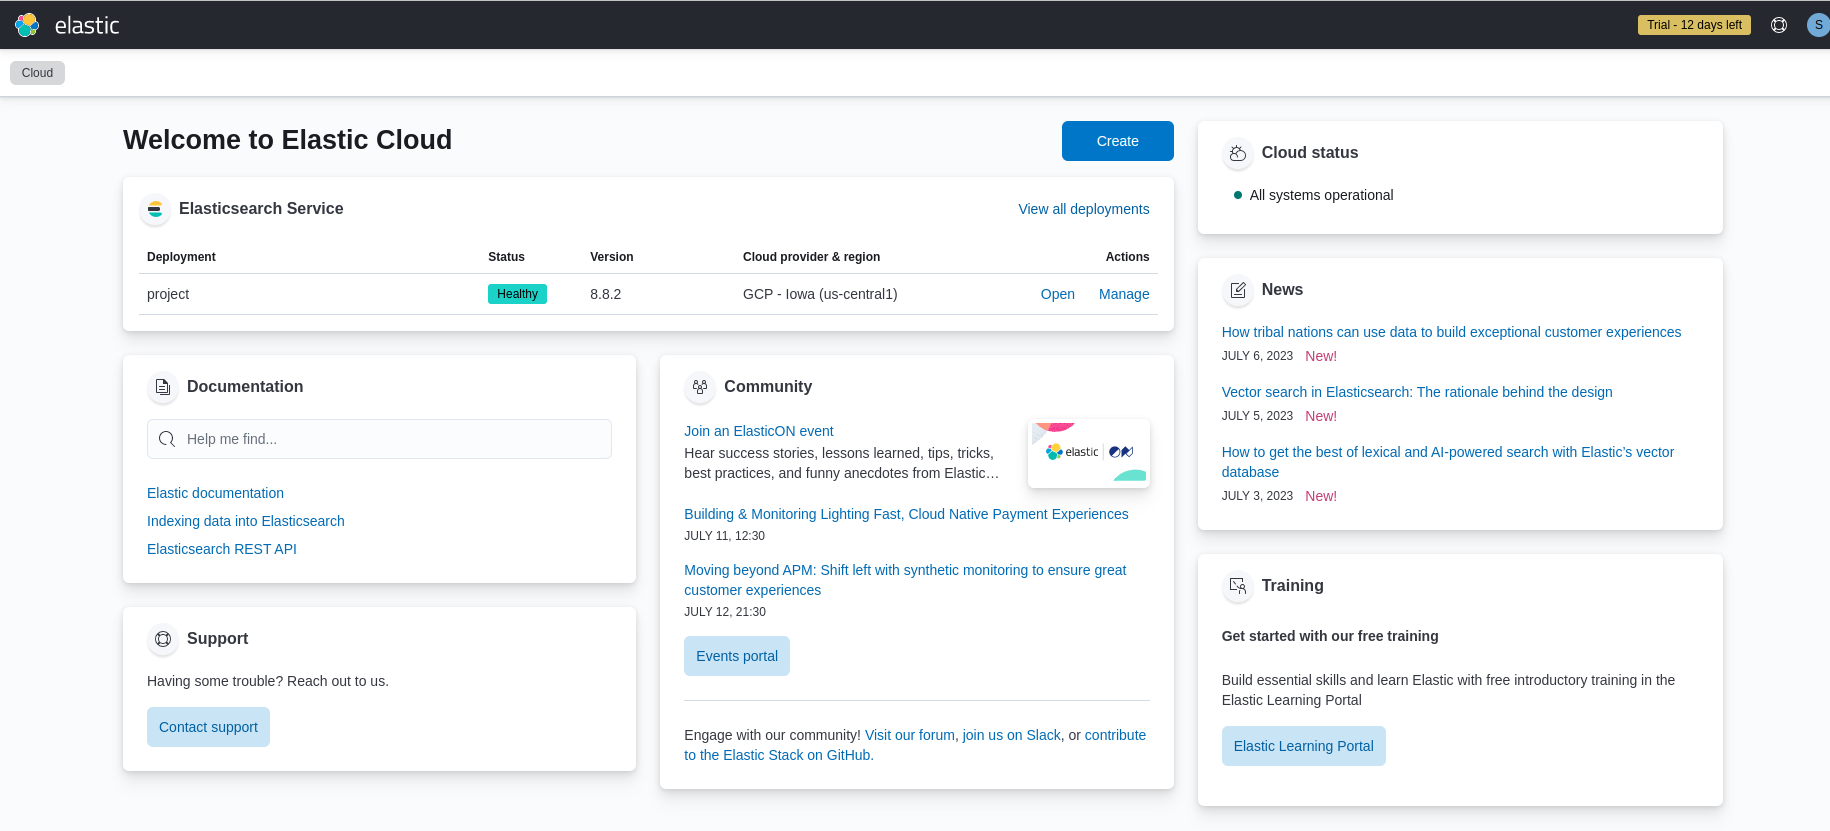 elastic
Trial - 12 days left
S
Cloud
Welcome to Elastic Cloud
Create
Elasticsearch Service
View all deployments
Deployment Status Version Cloud provider & region Actions
project Healthy 8.8.2 GCP - Iowa (us-central1) Open Manage
Documentation
Help me find...
Elastic documentation
Indexing data into Elasticsearch
Elasticsearch REST API
Support
Having some trouble? Reach out to us.
Contact support
Community
Join an ElasticON event
Hear success stories, lessons learned, tips, tricks,
best practices, and funny anecdotes from Elastic…
elastic ON
Building & Monitoring Lighting Fast, Cloud Native Payment Experiences
JULY 11, 12:30
Moving beyond APM: Shift left with synthetic monitoring to ensure great
customer experiences
JULY 12, 21:30
Events portal
Engage with our community! Visit our forum, join us on Slack, or contribute
to the Elastic Stack on GitHub.
Cloud status
All systems operational
News
How tribal nations can use data to build exceptional customer experiences
JULY 6, 2023 New!
Vector search in Elasticsearch: The rationale behind the design
JULY 5, 2023 New!
How to get the best of lexical and AI-powered search with Elastic’s vector
database
JULY 3, 2023 New!
Training
Get started with our free training
Build essential skills and learn Elastic with free introductory training in the
Elastic Learning Portal
Elastic Learning Portal